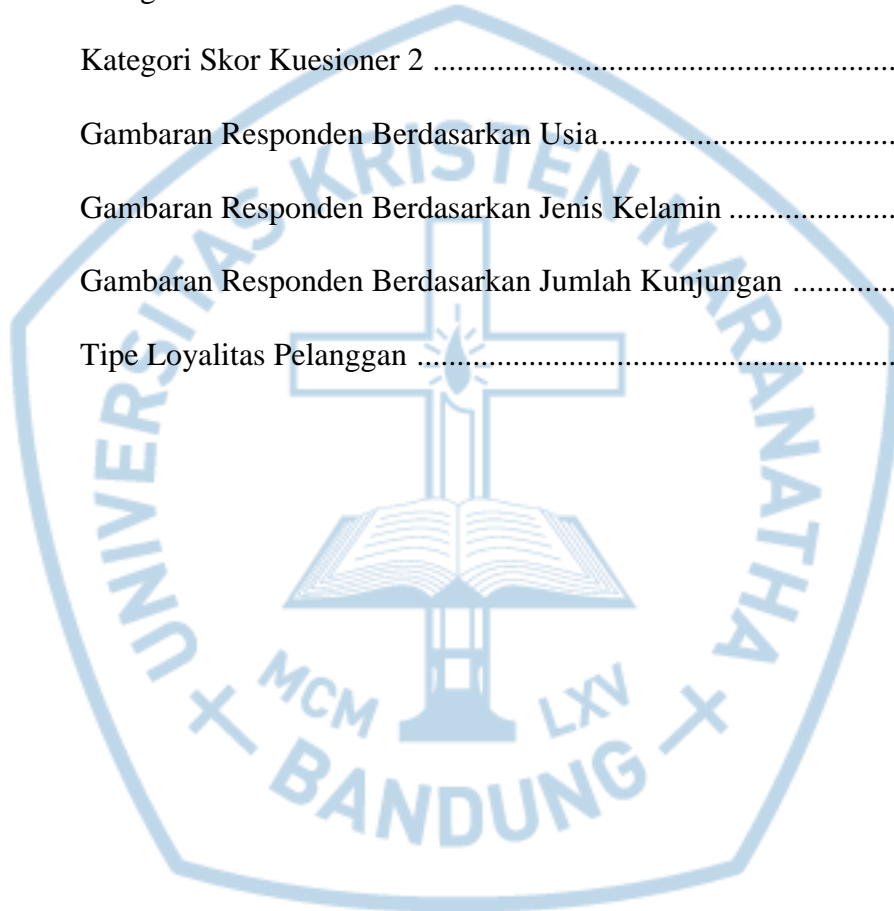 Kategori Skor Kuesioner 2 ................................................
Gambaran Responden Berdasarkan Usia...............................
Gambaran Responden Berdasarkan Jenis Kelamin ..................
Gambaran Responden Berdasarkan Jumlah Kunjungan ...........
Tipe Loyalitas Pelanggan ..................................................
UNIVERSITAS KRISTEN MARANATHA
MCM LXV
BANDUNG